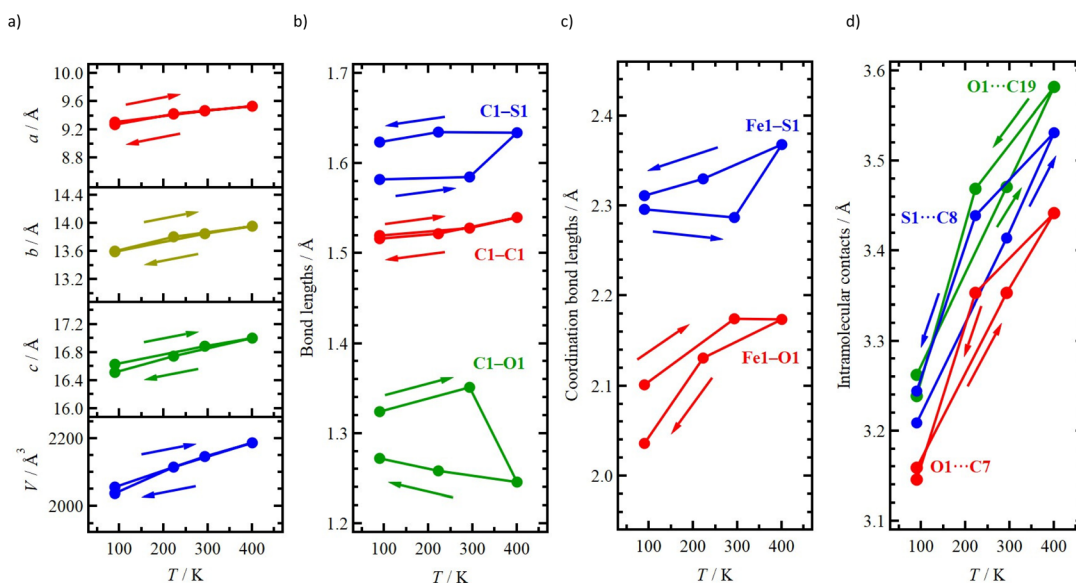 a)
b)
c)
d)
a / Å
10.0
9.6
9.2
8.8
b / Å
14.4
14.0
13.6
13.2
c / Å
17.2
16.8
16.4
16.0
V / Å³
2200
2000
100 200 300 400
T / K
Bond lengths / Å
1.7
1.6
1.5
1.4
1.3
1.2
C1–S1
C1–C1
C1–O1
100 200 300 400
T / K
Coordination bond lengths / Å
2.4
2.3
2.2
2.1
2.0
Fe1–S1
Fe1–O1
100 200 300 400
T / K
Intramolecular contacts / Å
3.6
3.5
3.4
3.3
3.2
3.1
O1···C19
S1···C8
O1···C7
100 200 300 400
T / K